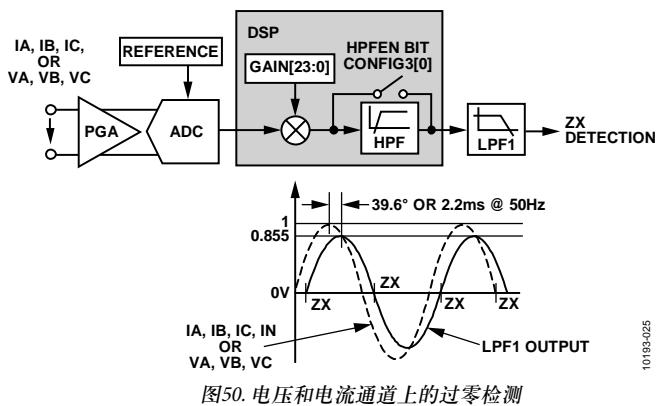 DSP
IA, IB, IC,
OR
VA, VB, VC
REFERENCE
HPFEN BIT
CONFIG3[0]
GAIN[23:0]
PGA
ADC
HPF
LPF1
ZX
DETECTION
39.6° OR 2.2ms @ 50Hz
1
0.855
0V
ZX
ZX
ZX
ZX
IA, IB, IC, IN
OR
VA, VB, VC
LPF1 OUTPUT
10193-025
图50. 电压和电流通道上的过零检测